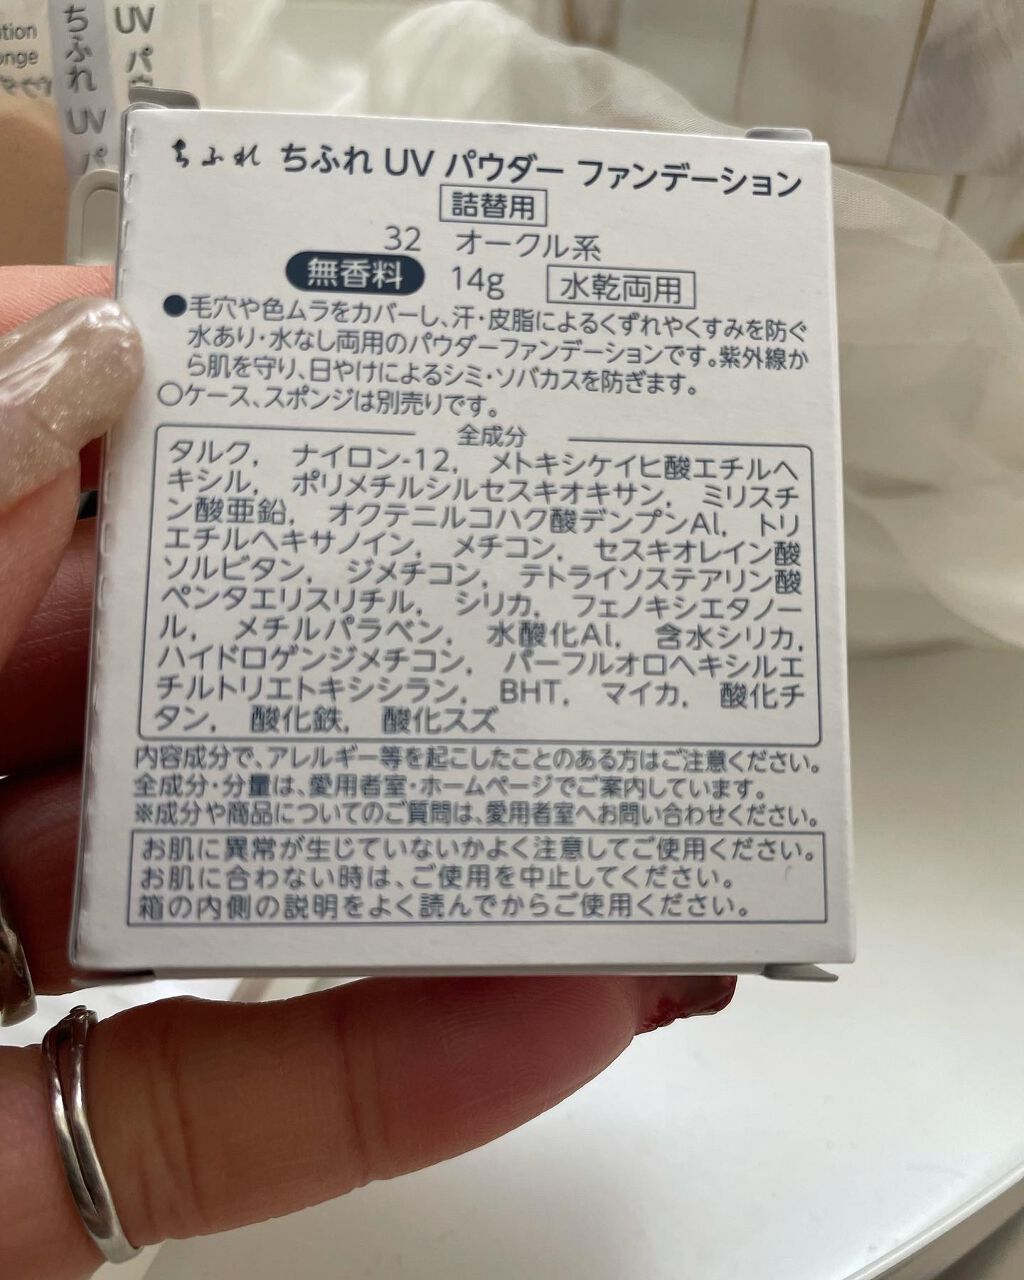 ation
onge
ちふれ UV パ
UV パウ
ちふれ ちふれ UV パウダー ファンデーション
詰替用
32 オークル系
無香料 14g 水乾両用
●毛穴や色ムラをカバーし、汗・皮脂によるくずれやくすみを防ぐ
水あり・水なし両用のパウダーファンデーションです。紫外線か
ら肌を守り、日やけによるシミ・ソバカスを防ぎます。
○ケース、スポンジは別売りです。
全成分
タルク, ナイロン-12, メトキシケイヒ酸エチルヘ
キシル, ポリメチルシルセスキオキサン, ミリスチ
ン酸亜鉛, オクテニルコハク酸デンプンAl, トリ
エチルヘキサノイン, メチコン, セスキオレイン酸
ソルビタン, ジメチコン, テトライソステアリン酸
ペンタエリスリチル, シリカ, フェノキシエタノー
ル, メチルパラベン, 水酸化Al, 含水シリカ,
ハイドロゲンジメチコン, パーフルオロヘキシルエ
チルトリエトキシシラン, BHT, マイカ, 酸化チ
タン, 酸化鉄, 酸化スズ
内容成分で、アレルギー等を起こしたことのある方はご注意ください。
全成分・分量は、愛用者室・ホームページでご案内しています。
※成分や商品についてのご質問は、愛用者室へお問い合わせください。
お肌に異常が生じていないかよく注意してご使用ください。
お肌に合わない時は、ご使用を中止してください。
箱の内側の説明をよく読んでからご使用ください。